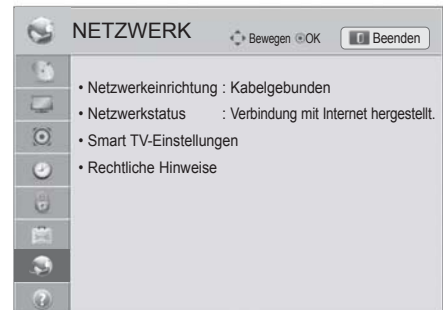 NETZWERK
Bewegen OK Beenden
• Netzwerkeinrichtung : Kabelgebunden
• Netzwerkstatus : Verbindung mit Internet hergestellt.
• Smart TV-Einstellungen
• Rechtliche Hinweise